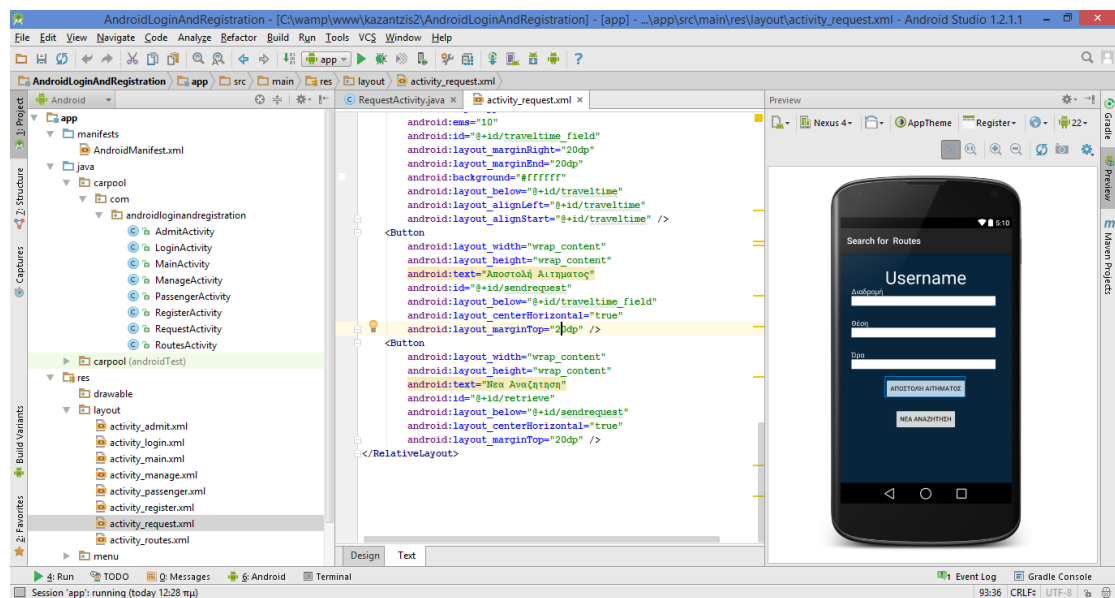 AndroidLoginAndRegistration - [C:\wamp\www\kazantzis2\AndroidLoginAndRegistration] - [app] - ...\app\src\main\res\layout\activity_request.xml - Android Studio 1.2.1.1
File Edit View Navigate Code Analyze Refactor Build Run Tools VCS Window Help
app
AndroidLoginAndRegistration app src main res layout activity_request.xml
1: Project
Z: Structure
Captures
Build Variants
2: Favorites
Android
app
manifests
AndroidManifest.xml
java
carpool
com
androidloginandregistration
AdmitActivity
LoginActivity
MainActivity
ManageActivity
PassengerActivity
RegisterActivity
RequestActivity
RoutesActivity
carpool (androidTest)
res
drawable
layout
activity_admit.xml
activity_login.xml
activity_main.xml
activity_manage.xml
activity_passenger.xml
activity_register.xml
activity_request.xml
activity_routes.xml
menu
RequestActivity.java activity_request.xml
android:ems="10"
android:id="@+id/traveltime_field"
android:layout_marginRight="20dp"
android:layout_marginEnd="20dp"
android:background="#ffffff"
android:layout_below="@+id/traveltime"
android:layout_alignLeft="@+id/traveltime"
android:layout_alignStart="@+id/traveltime" />
<Button
android:layout_width="wrap_content"
android:layout_height="wrap_content"
android:text="Αποστολή Αιτηματος"
android:id="@+id/sendrequest"
android:layout_below="@+id/traveltime_field"
android:layout_centerHorizontal="true"
android:layout_marginTop="20dp" />
<Button
android:layout_width="wrap_content"
android:layout_height="wrap_content"
android:text="Νεα Αναζητηση"
android:id="@+id/retrieve"
android:layout_below="@+id/sendrequest"
android:layout_centerHorizontal="true"
android:layout_marginTop="20dp" />
</RelativeLayout>
Design Text
Preview
Nexus 4 AppTheme Register 22
5:10
Search for Routes
Username
Διαδρομή
Θέση
Ώρα
ΑΠΟΣΤΟΛΗ ΑΙΤΗΜΑΤΟΣ
ΝΕΑ ΑΝΑΖΗΤΗΣΗ
Gradle
Preview
m Maven Projects
4: Run TODO 0: Messages 6: Android Terminal 1 Event Log Gradle Console
Session 'app': running (today 12:28 πμ) 93:36 CRLF UTF-8